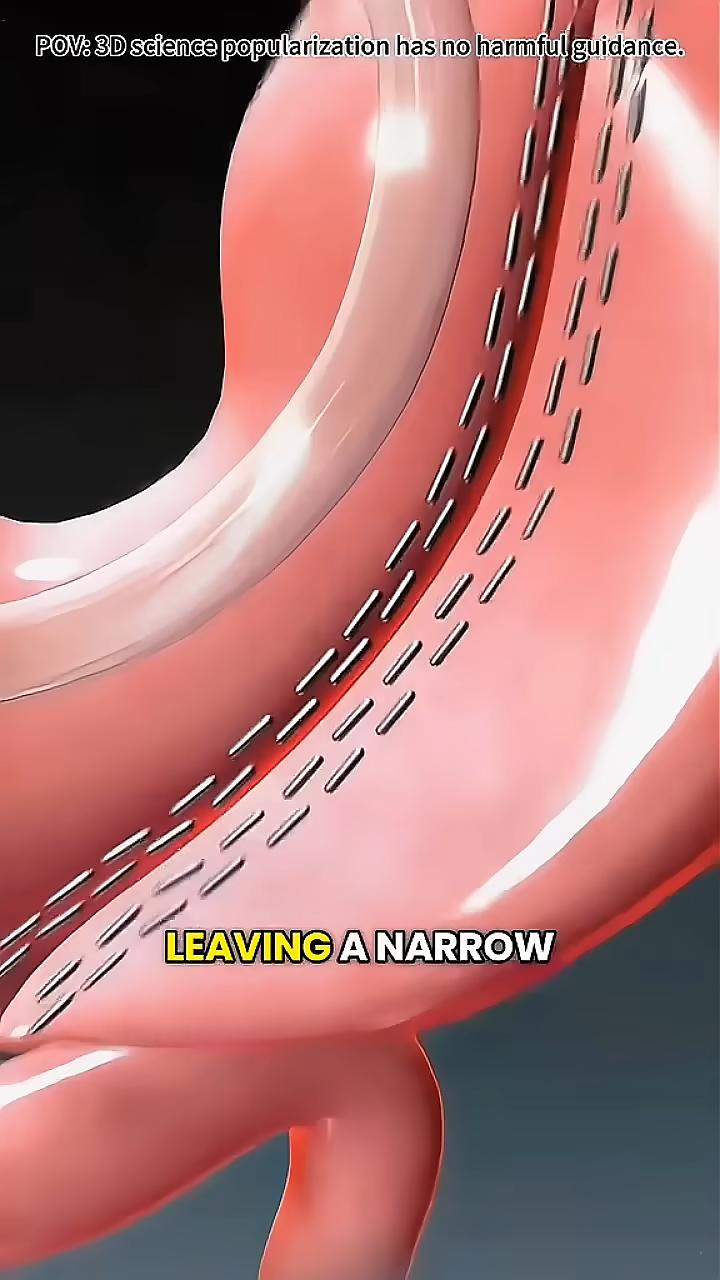 POV: 3D science popularization has no harmful guidance.
LEAVING A NARROW